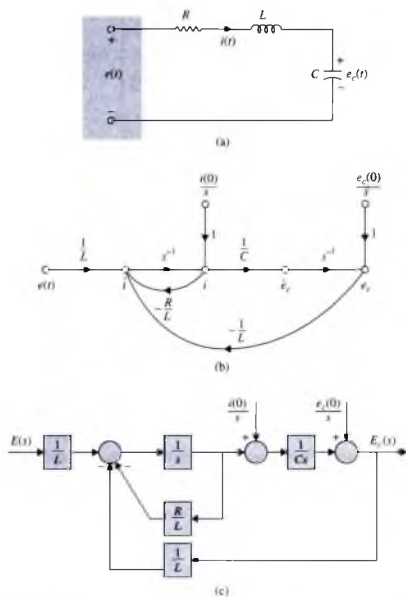 R
L
+
i(t)
e(t)
+
C
e_c(t)
−
−
(a)
i(0)
s
e_c(0)
s
1
1
1
L
s⁻¹
1
C
s⁻¹
e(t)
i
i
ė_c
e_c
−R
L
−1
L
(b)
i(0)
s
e_c(0)
s
E(s)
1
L
1
s
+
1
Cs
+
E_c(s)
−
−
R
L
1
L
(c)